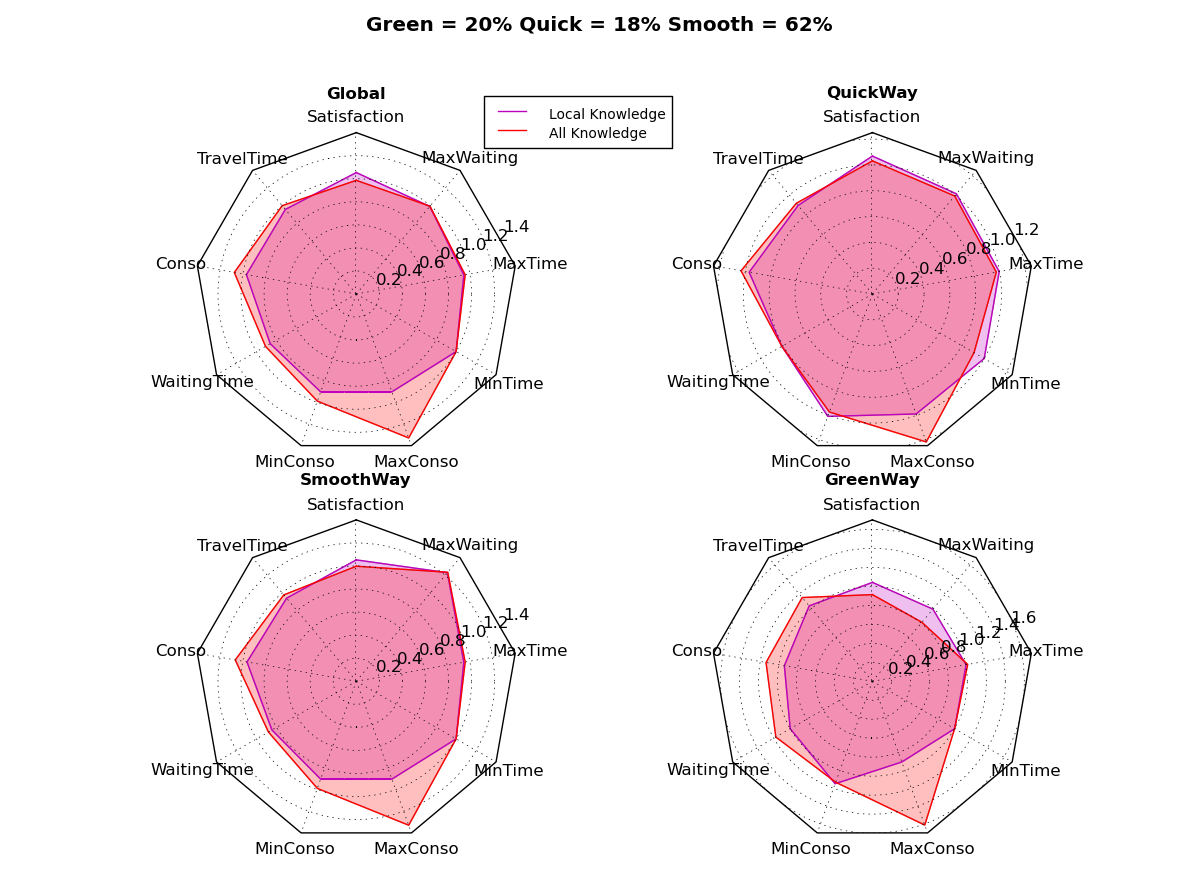 Green = 20% Quick = 18% Smooth = 62%
Global
Satisfaction
MaxWaiting
TravelTime
Conso
WaitingTime
MinConso
MaxConso
MinTime
MaxTime
0.2
0.4
0.6
0.8
1.0
1.2
1.4
Local Knowledge
All Knowledge
QuickWay
Satisfaction
MaxWaiting
TravelTime
Conso
WaitingTime
MinConso
MaxConso
MinTime
MaxTime
0.2
0.4
0.6
0.8
1.0
1.2
SmoothWay
Satisfaction
MaxWaiting
TravelTime
Conso
WaitingTime
MinConso
MaxConso
MinTime
MaxTime
0.2
0.4
0.6
0.8
1.0
1.2
1.4
GreenWay
Satisfaction
MaxWaiting
TravelTime
Conso
WaitingTime
MinConso
MaxConso
MinTime
MaxTime
0.2
0.4
0.6
0.8
1.0
1.2
1.4
1.6